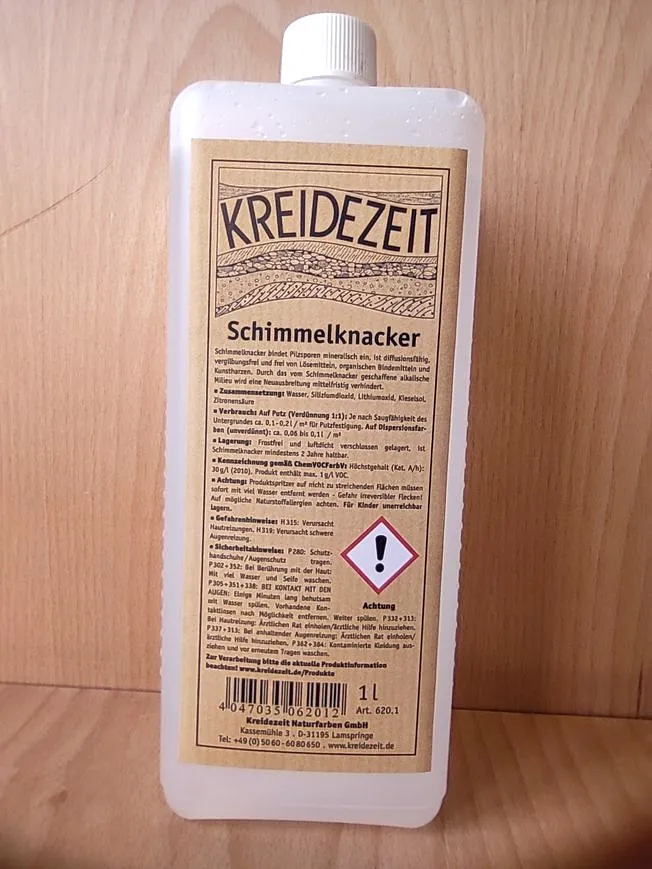 KREIDEZEIT
Schimmelknacker
Schimmelknacker bindet Pilzsporen mineralisch ein, ist diffusionsfähig,
vergilbungsfrei und frei von Lösemitteln, organischen Bindemitteln und
Kunstharzen. Durch das vom Schimmelknacker geschaffene alkalische
Milieu wird eine Neuausbreitung mittelfristig verhindert.
▪ Zusammensetzung: Wasser, Siliziumdioxid, Lithiumoxid, Kieselsol,
Zitronensäure
▪ Verbrauch: Auf Putz (Verdünnung 1:1): Je nach Saugfähigkeit des
Untergrundes ca. 0,1-0,2 l / m² für Putzfestigung. Auf Dispersionsfar-
ben (unverdünnt): ca. 0,06 bis 0,1 l / m²
▪ Lagerung: Frostfrei und luftdicht verschlossen gelagert, ist
Schimmelknacker mindestens 2 Jahre haltbar.
▪ Kennzeichnung gemäß ChemVOCFarbV: Höchstgehalt (Kat. A/h):
30 g/l (2010). Produkt enthält max. 1 g/l VOC.
▪ Achtung: Produktspritzer auf nicht zu streichenden Flächen müssen
sofort mit viel Wasser entfernt werden - Gefahr irreversibler Flecken!
Auf mögliche Naturstoffallergien achten. Für Kinder unerreichbar
lagern.
▪ Gefahrenhinweise: H315: Verursacht
Hautreizungen. H319: Verursacht schwere
Augenreizung.
▪ Sicherheitshinweise: P280: Schutz-
handschuhe/Augenschutz tragen.
P302+352: Bei Berührung mit der Haut:
Mit viel Wasser und Seife waschen.
P305+351+338: BEI KONTAKT MIT DEN
AUGEN: Einige Minuten lang behutsam
mit Wasser spülen. Vorhandene Kon-
taktlinsen nach Möglichkeit entfernen. Weiter spülen. P332+313:
Bei Hautreizung: Ärztlichen Rat einholen/ärztliche Hilfe hinzuziehen.
P337+313: Bei anhaltender Augenreizung: Ärztlichen Rat einholen/
ärztliche Hilfe hinzuziehen. P362+364: Kontaminierte Kleidung aus-
ziehen und vor erneutem Tragen waschen.
!
Achtung
Zur Verarbeitung bitte die aktuelle Produktinformation
beachten! www.kreidezeit.de/Produkte
4 047035 062012
1 l
Art. 620.1
Kreidezeit Naturfarben GmbH
Kassemühle 3 . D-31195 Lamspringe
Tel: +49 (0) 50 60 - 60 80 650 . www.kreidezeit.de